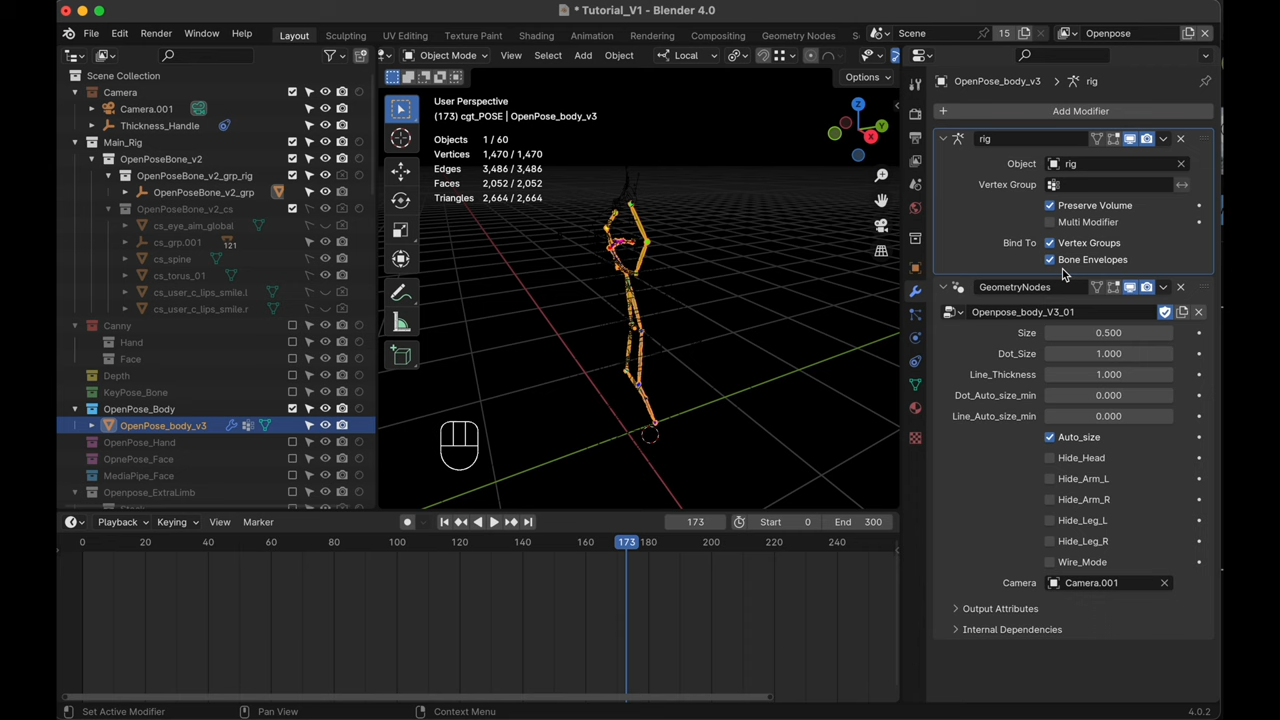 * Tutorial_V1 - Blender 4.0
File Edit Render Window Help
Layout Sculpting UV Editing Texture Paint Shading Animation Rendering Compositing Geometry Nodes Sc
Scene 15 Openpose
Object Mode View Select Add Object Local
Options
Scene Collection
Camera
Camera.001
Thickness_Handle
Main_Rig
OpenPoseBone_v2
OpenPoseBone_v2_grp_rig
OpenPoseBone_v2_grp
OpenPoseBone_v2_cs
cs_eye_aim_global
cs_grp.001 121
cs_spine
cs_torus_01
cs_user_c_lips_smile.l
cs_user_c_lips_smile.r
Canny
Hand
Face
Depth
KeyPose_Bone
OpenPose_Body
OpenPose_body_v3
OpenPose_Hand
OpnePose_Face
MediaPipe_Face
Openpose_ExtraLimb
User Perspective
(173) cgt_POSE | OpenPose_body_v3
Objects 1 / 60
Vertices 1,470 / 1,470
Edges 3,486 / 3,486
Faces 2,052 / 2,052
Triangles 2,664 / 2,664
X
Y
Z
OpenPose_body_v3 > rig
+ Add Modifier
rig
Object rig
Vertex Group
Preserve Volume
Multi Modifier
Bind To Vertex Groups
Bone Envelopes
GeometryNodes
Openpose_body_V3_01
Size 0.500
Dot_Size 1.000
Line_Thickness 1.000
Dot_Auto_size_min 0.000
Line_Auto_size_min 0.000
Auto_size
Hide_Head
Hide_Arm_L
Hide_Arm_R
Hide_Leg_L
Hide_Leg_R
Wire_Mode
Camera Camera.001
Output Attributes
Internal Dependencies
Playback Keying View Marker
173 Start 0 End 300
0 20 40 60 80 100 120 140 160 173 180 200 220 240
Set Active Modifier Pan View Context Menu 4.0.2